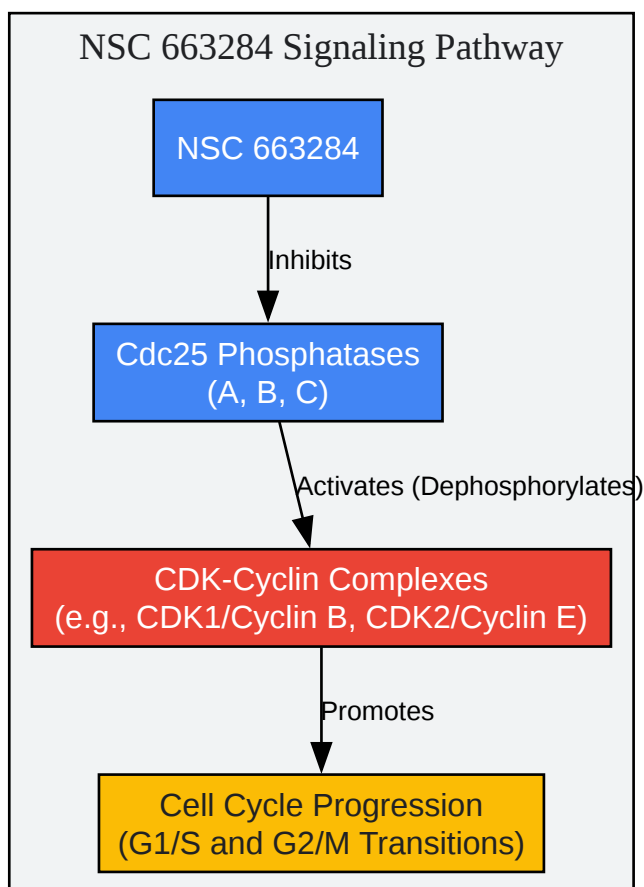 NSC 663284 Signaling Pathway
NSC 663284
Inhibits
Cdc25 Phosphatases
(A, B, C)
Activates (Dephosphorylates)
CDK-Cyclin Complexes
(e.g., CDK1/Cyclin B, CDK2/Cyclin E)
Promotes
Cell Cycle Progression
(G1/S and G2/M Transitions)